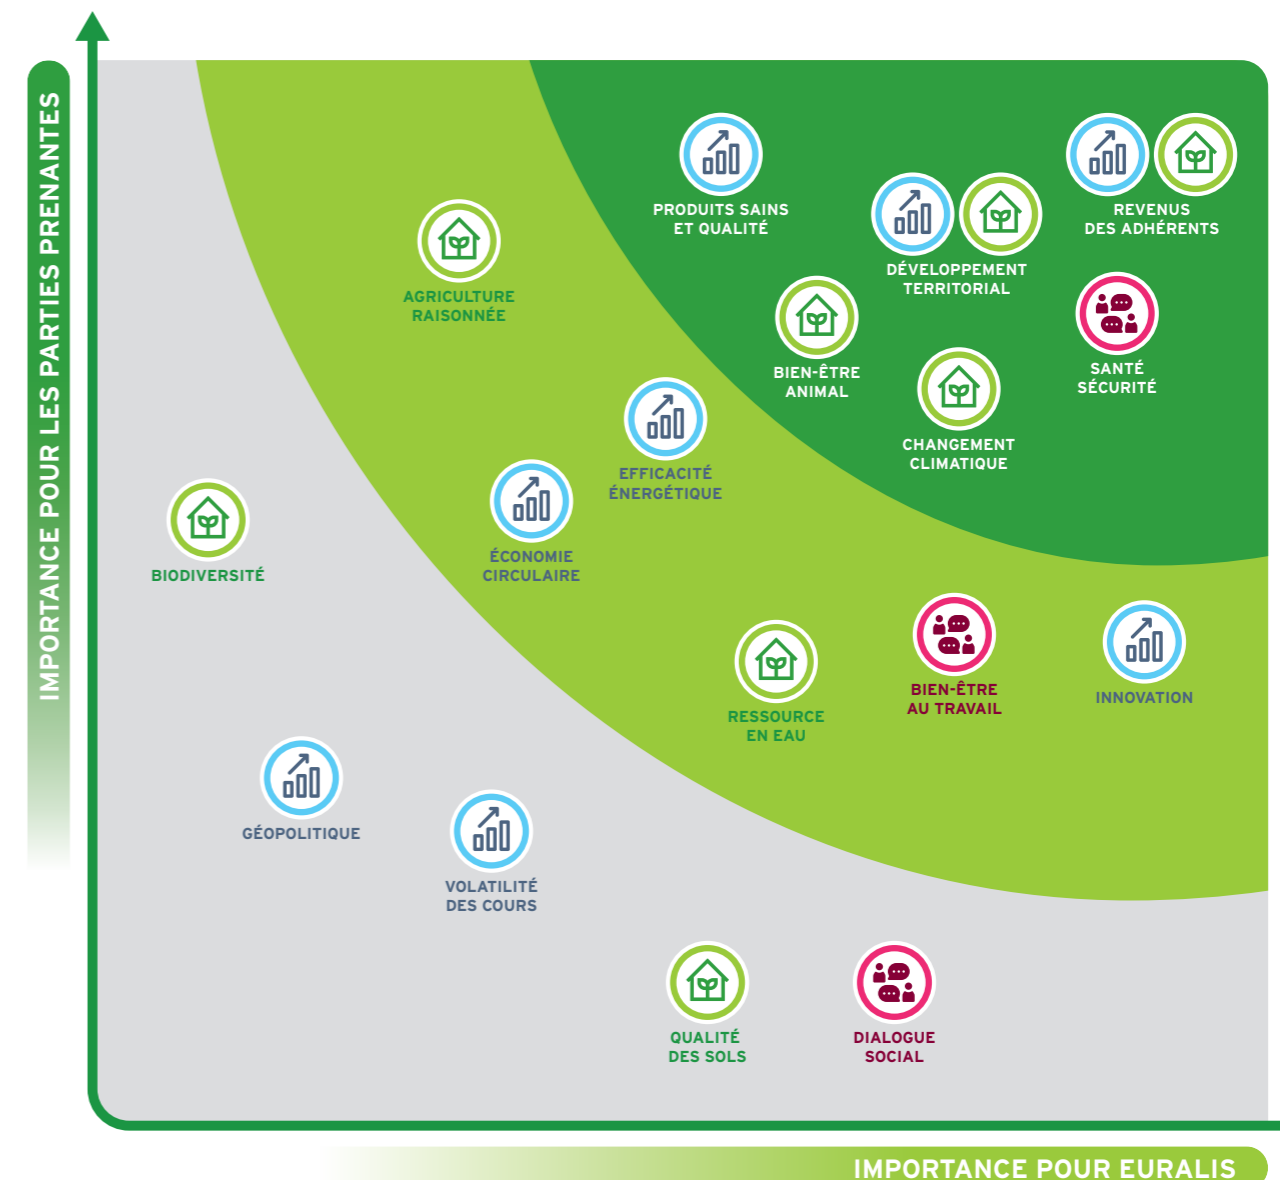 IMPORTANCE POUR LES PARTIES PRENANTES
PRODUITS SAINS
ET QUALITÉ
REVENUS
DES ADHÉRENTS
DÉVELOPPEMENT
TERRITORIAL
AGRICULTURE
RAISONNÉE
BIEN-ÊTRE
ANIMAL
SANTÉ
SÉCURITÉ
CHANGEMENT
CLIMATIQUE
EFFICACITÉ
ÉNERGÉTIQUE
ÉCONOMIE
CIRCULAIRE
BIODIVERSITÉ
RESSOURCE
EN EAU
BIEN-ÊTRE
AU TRAVAIL
INNOVATION
GÉOPOLITIQUE
VOLATILITÉ
DES COURS
QUALITÉ
DES SOLS
DIALOGUE
SOCIAL
IMPORTANCE POUR EURALIS